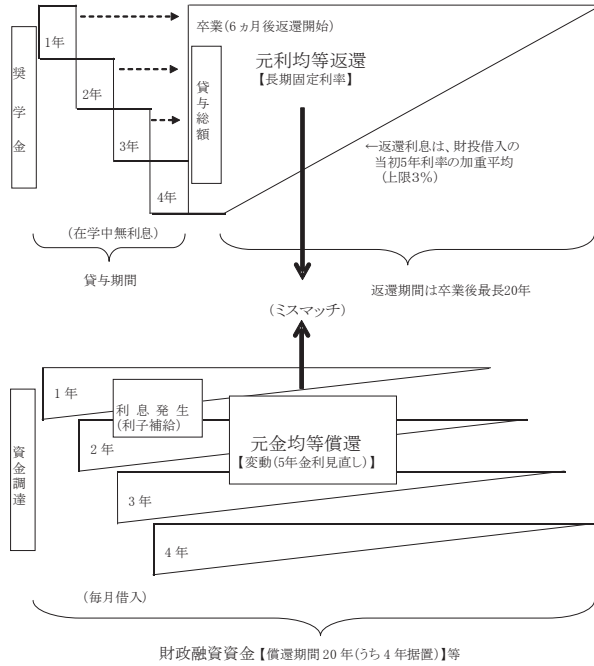 卒業(6ヵ月後返還開始)
1年
奨学金
元利均等返還
【長期固定利率】
2年
貸与総額
3年
←返還利息は、財投借入の
当初5年利率の加重平均
(上限3%)
4年
(在学中無利息)
貸与期間
返還期間は卒業後最長20年
(ミスマッチ)
1年
利息発生
(利子補給)
資金調達
2年
元金均等償還
【変動(5年金利見直し)】
3年
4年
(毎月借入)
財政融資資金【償還期間20年(うち4年据置)】等